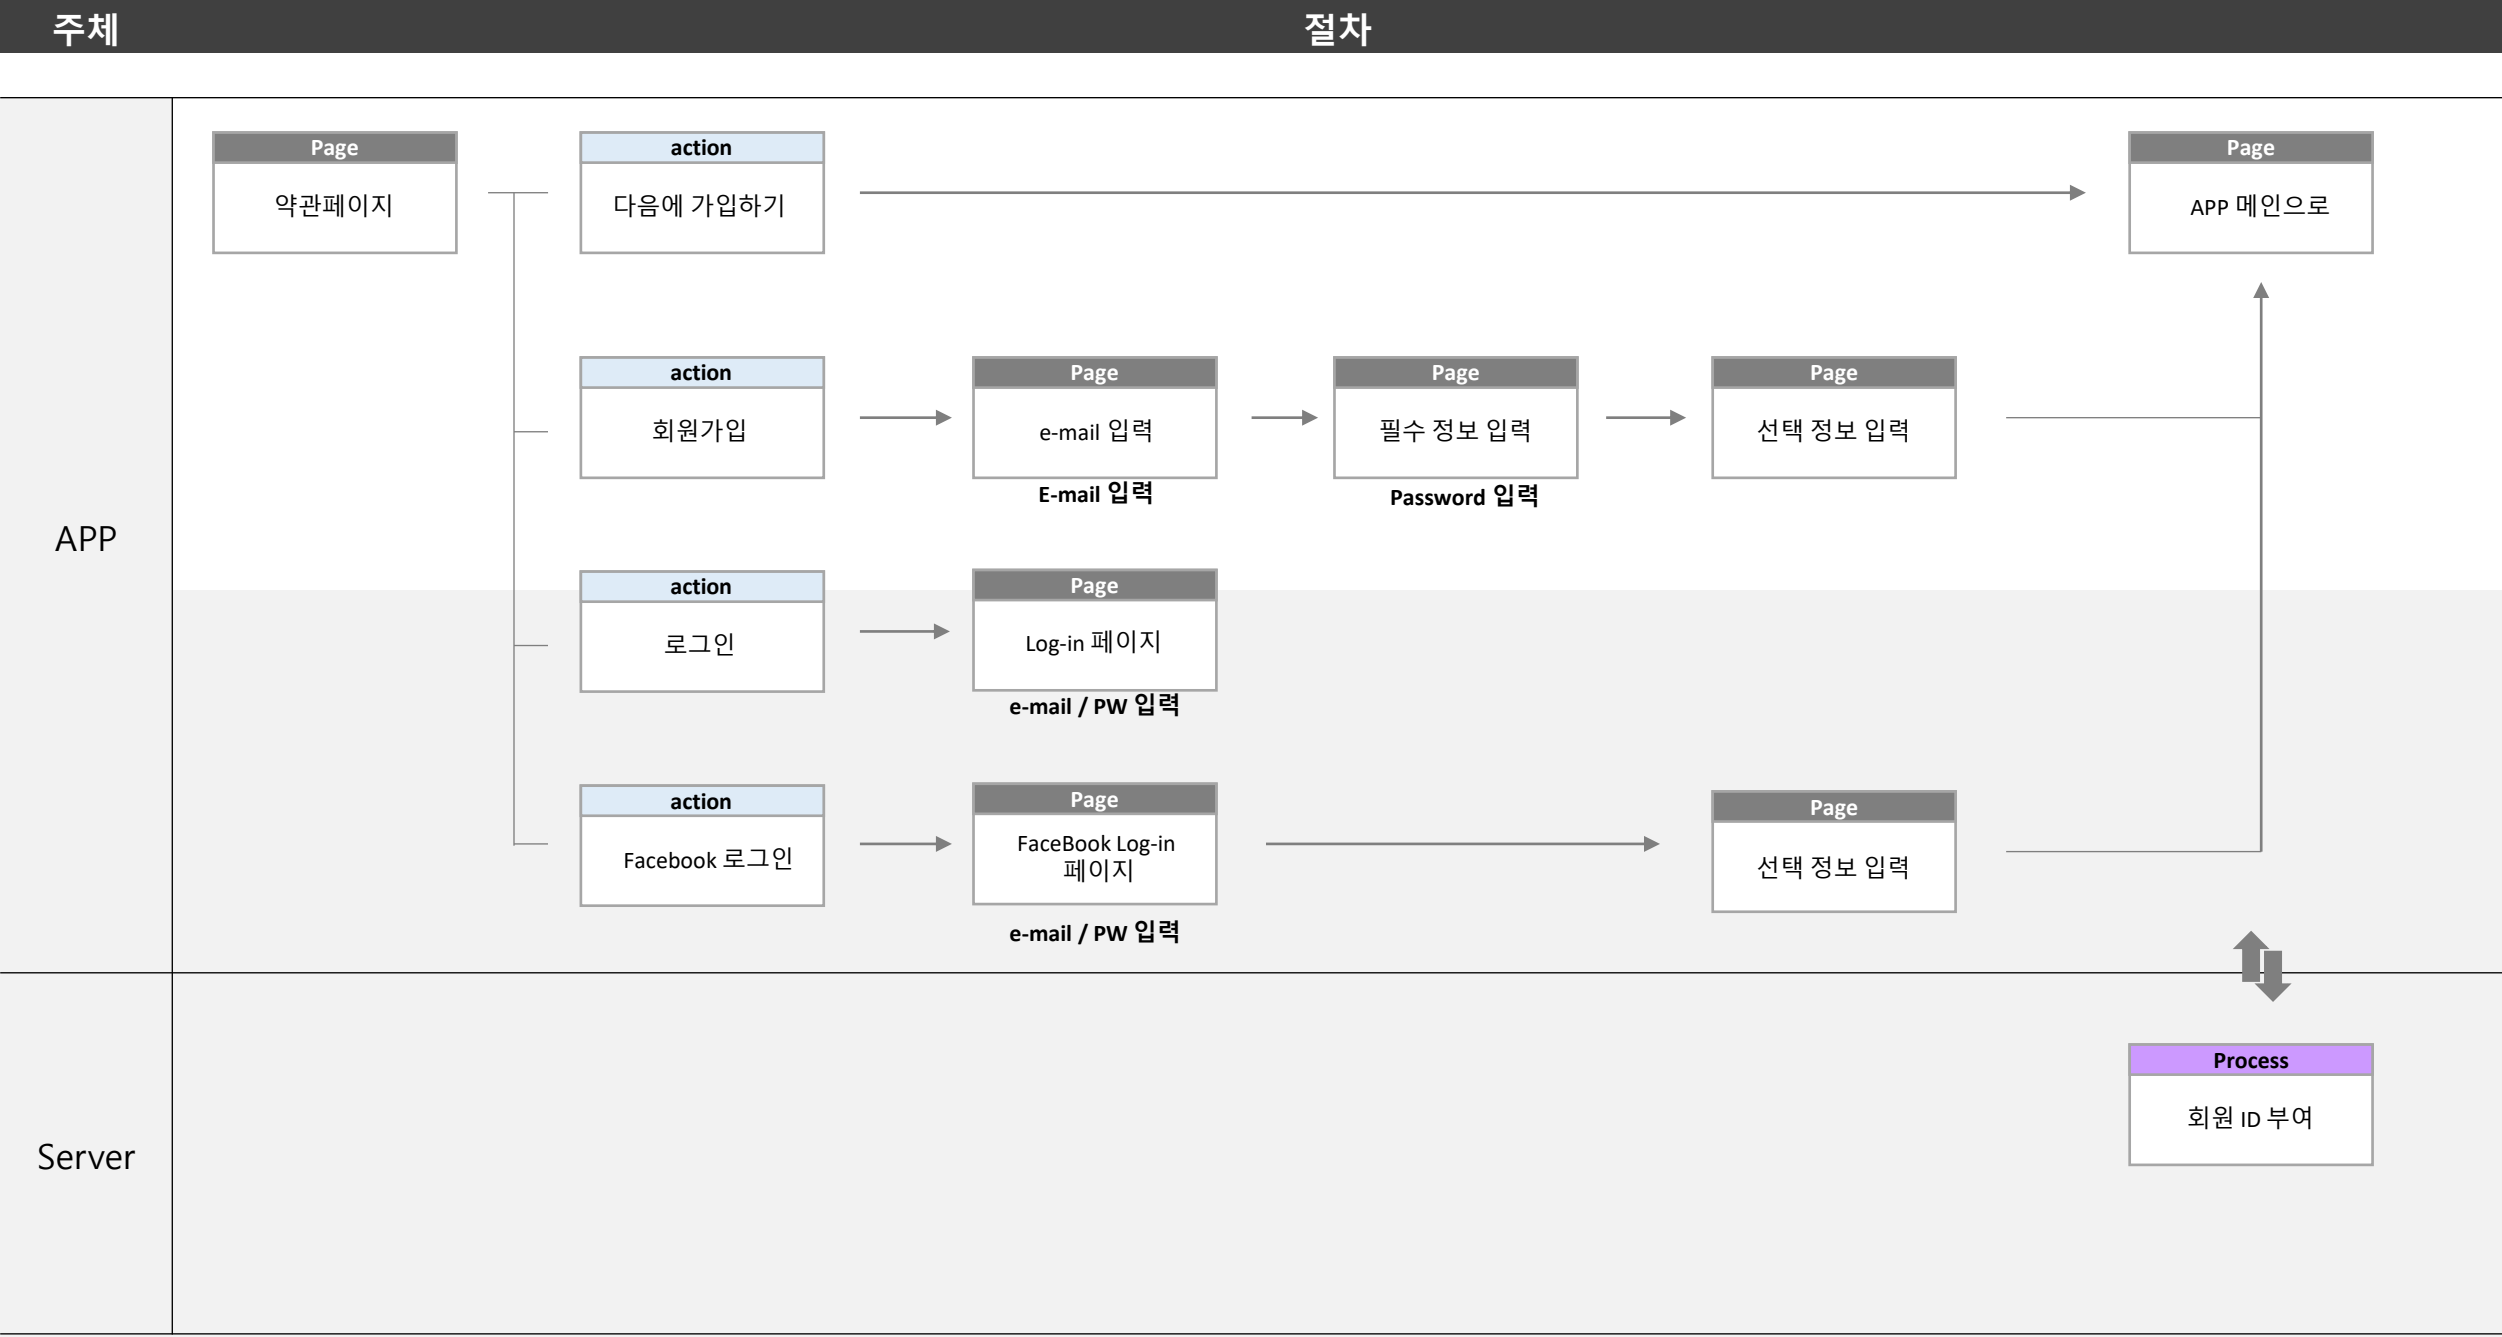 주체
절차
APP
Page
약관페이지
action
다음에 가입하기
Page
APP 메인으로
action
회원가입
Page
e-mail 입력
E-mail 입력
Page
필수 정보 입력
Password 입력
Page
선택 정보 입력
action
로그인
Page
Log-in 페이지
e-mail / PW 입력
action
Facebook 로그인
Page
FaceBook Log-in
페이지
e-mail / PW 입력
Page
선택 정보 입력
Server
Process
회원 ID 부여